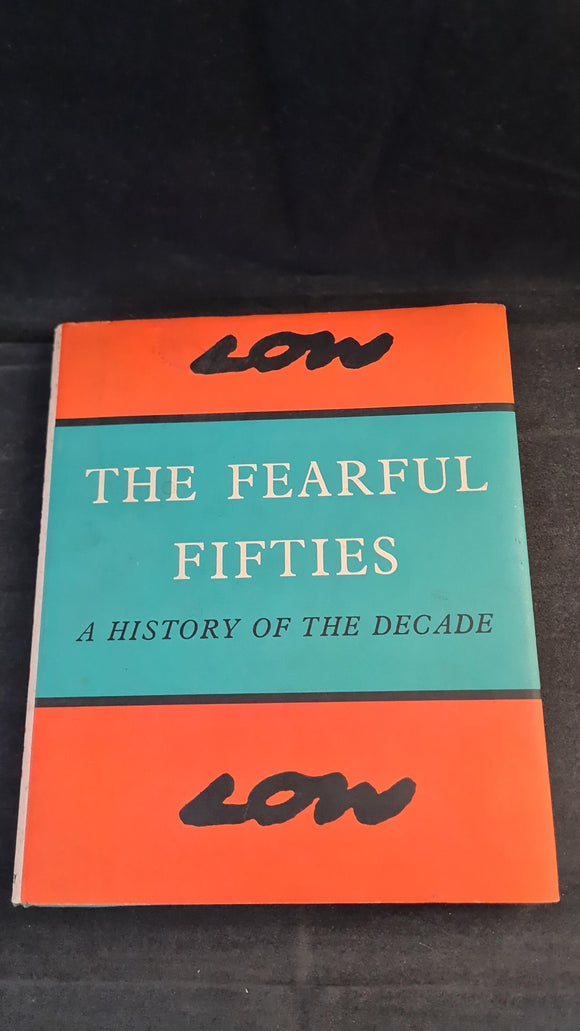 LOW
THE FEARFUL
FIFTIES
A HISTORY OF THE DECADE
LOW